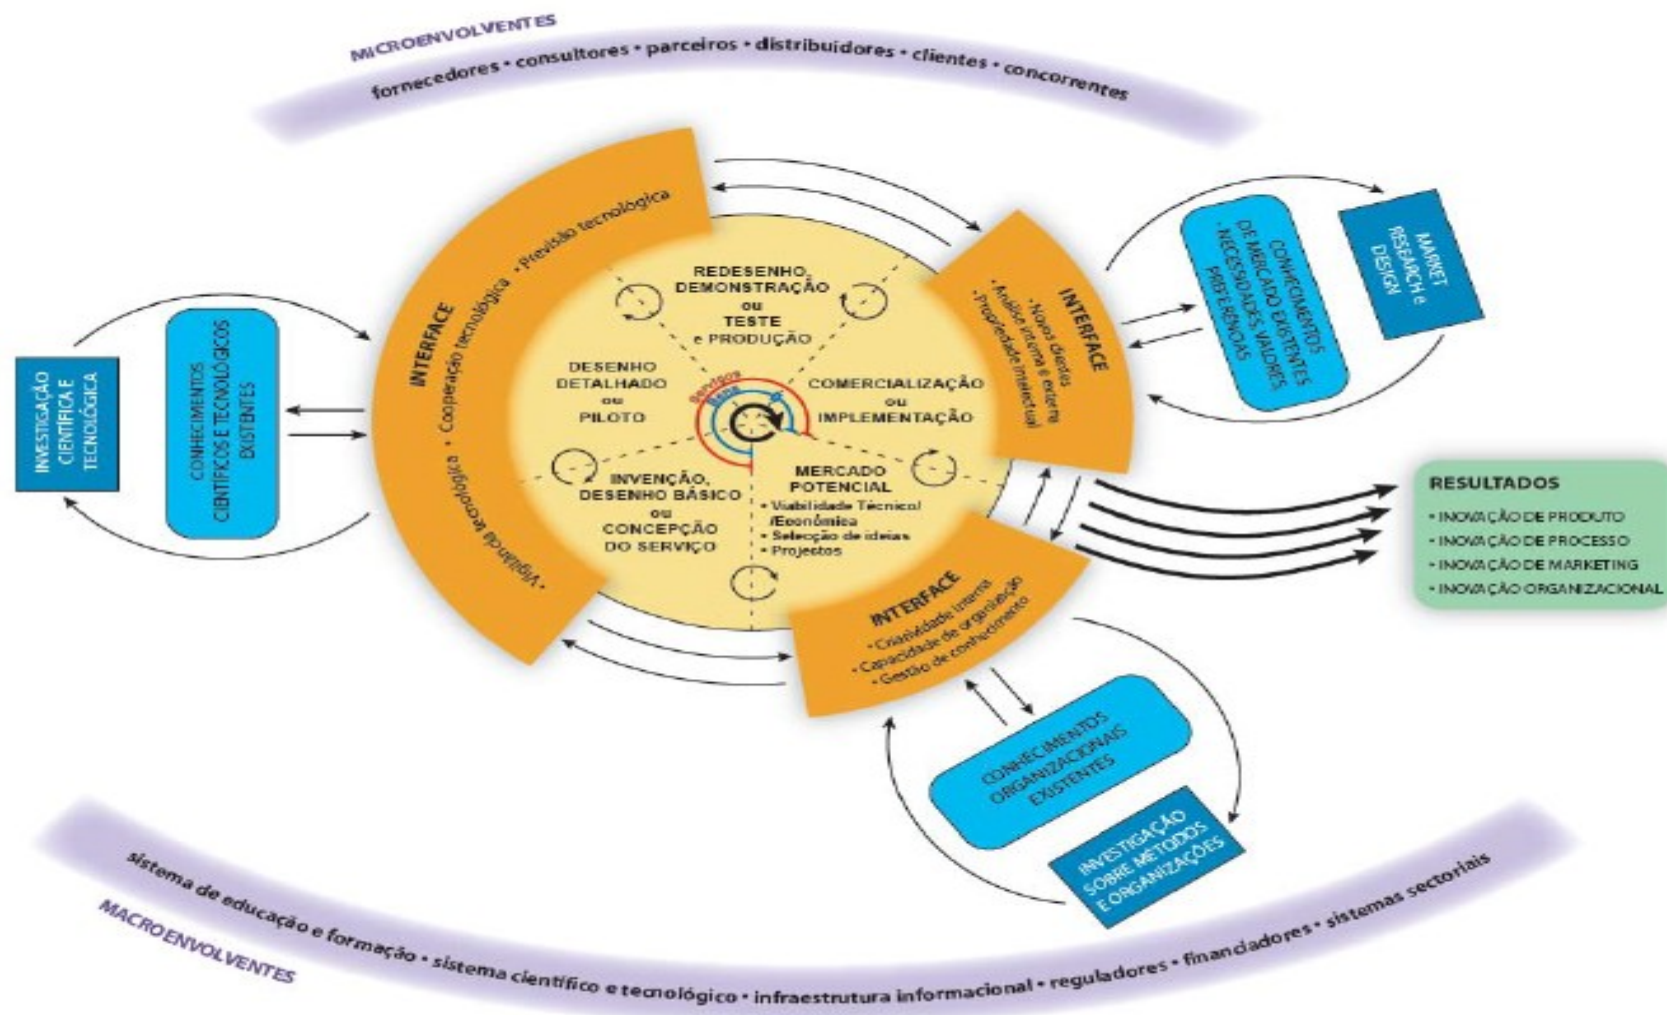 MICROENVOLVENTES
fornecedores • consultores • parceiros • distribuidores • clientes • concorrentes
INTERFACE
• Vigilância tecnológica • Cooperação tecnológica • Previsão tecnológica
INVESTIGAÇÃO
CIENTÍFICA E
TECNOLÓGICA
CONHECIMENTOS
CIENTÍFICOS E TECNOLÓGICOS
EXISTENTES
REDESENHO,
DEMONSTRAÇÃO
ou
TESTE
e PRODUÇÃO
DESENHO
DETALHADO
ou
PILOTO
Serviços
Bens
COMERCIALIZAÇÃO
ou
IMPLEMENTAÇÃO
INVENÇÃO,
DESENHO BÁSICO
ou
CONCEPÇÃO
DO SERVIÇO
MERCADO
POTENCIAL
• Viabilidade Técnico/
/Económica
• Selecção de ideias
• Projectos
INTERFACE
• Novos clientes
• Análise interna e externa
• Propriedade intelectual
CONHECIMENTOS
DE MERCADO EXISTENTES
• NECESSIDADES, VALORES
PREFERÊNCIAS
MARKET
RESEARCH e
DESIGN
RESULTADOS
• INOVAÇÃO DE PRODUTO
• INOVAÇÃO DE PROCESSO
• INOVAÇÃO DE MARKETING
• INOVAÇÃO ORGANIZACIONAL
INTERFACE
• Criatividade interna
• Capacidade de organização
• Gestão de conhecimento
CONHECIMENTOS
ORGANIZACIONAIS
EXISTENTES
INVESTIGAÇÃO
SOBRE MÉTODOS
E ORGANIZAÇÕES
sistema de educação e formação • sistema científico e tecnológico • infraestrutura informacional • reguladores • financiadores • sistemas sectoriais
MACROENVOLVENTES